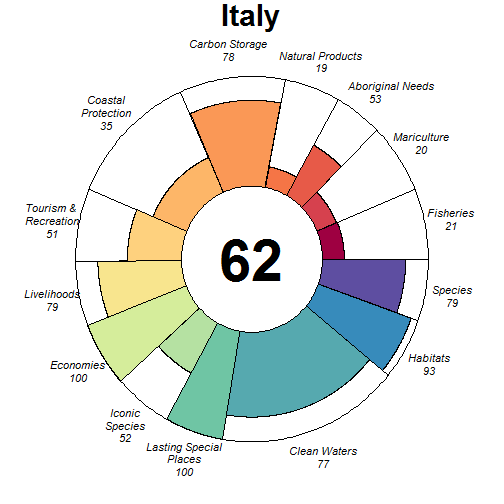 Italy
Carbon Storage
78
Natural Products
19
Aboriginal Needs
53
Mariculture
20
Fisheries
21
Species
79
Habitats
93
Clean Waters
77
Lasting Special
Places
100
Iconic
Species
52
Economies
100
Livelihoods
79
Tourism &
Recreation
51
Coastal
Protection
35
62